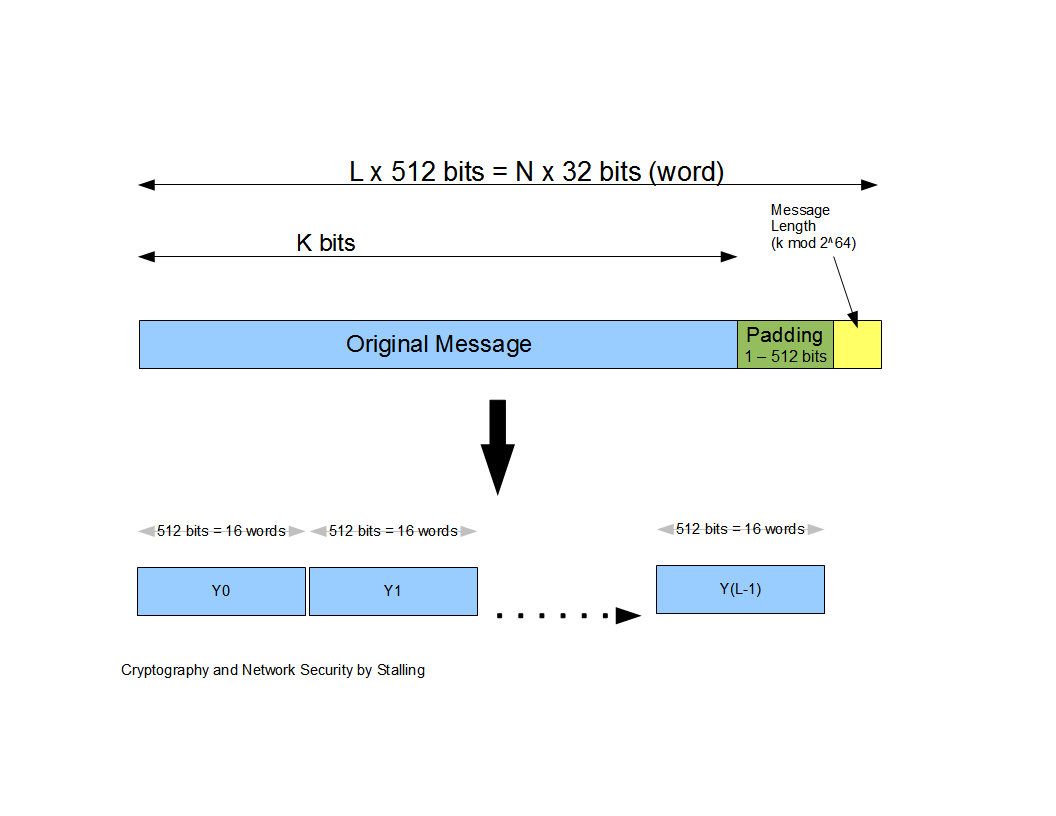 L x 512 bits = N x 32 bits (word)
Message
Length
(k mod 2^64)
K bits
Original Message
Padding
1 – 512 bits
512 bits = 16 words
512 bits = 16 words
512 bits = 16 words
Y0
Y1
Y(L-1)
Cryptography and Network Security by Stalling